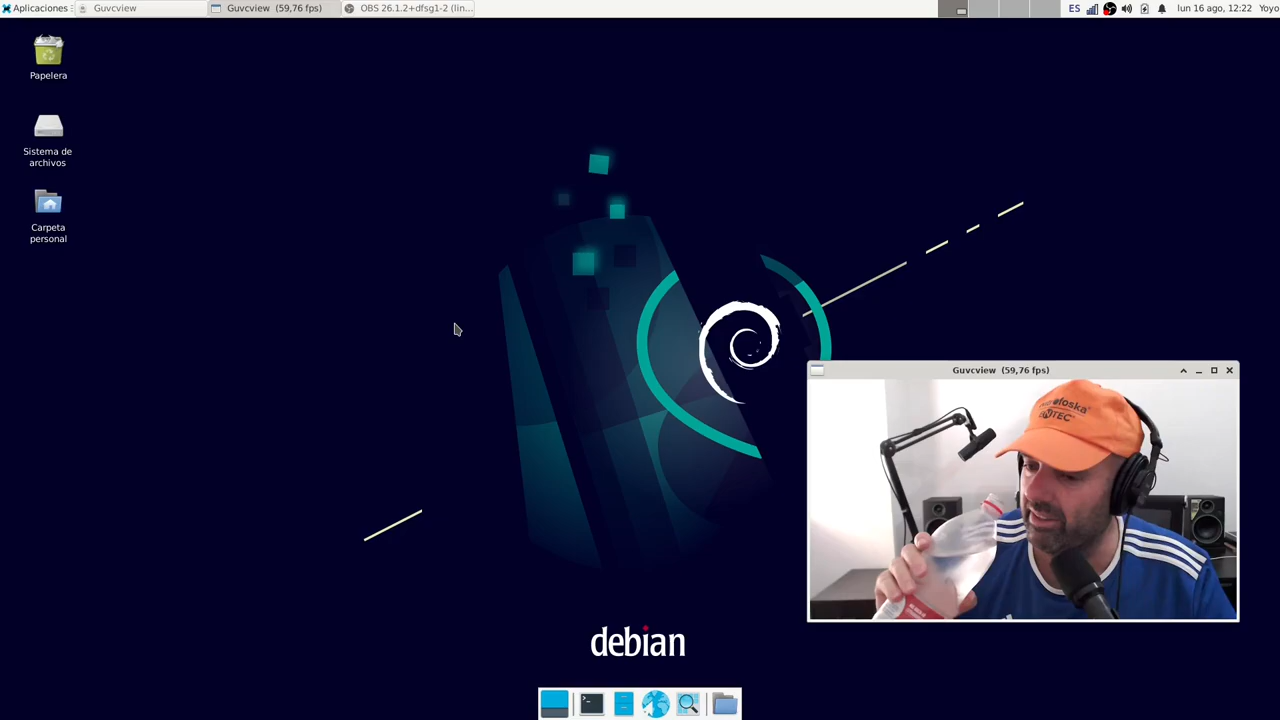 Aplicaciones
Guvcview
Guvcview (59,76 fps)
OBS 26.1.2+dfsg1-2 (lin...
ES
lun 16 ago, 12:22
Yoyo
Papelera
Sistema de
archivos
Carpeta
personal
Guvcview (59,76 fps)
ENTEC
debian